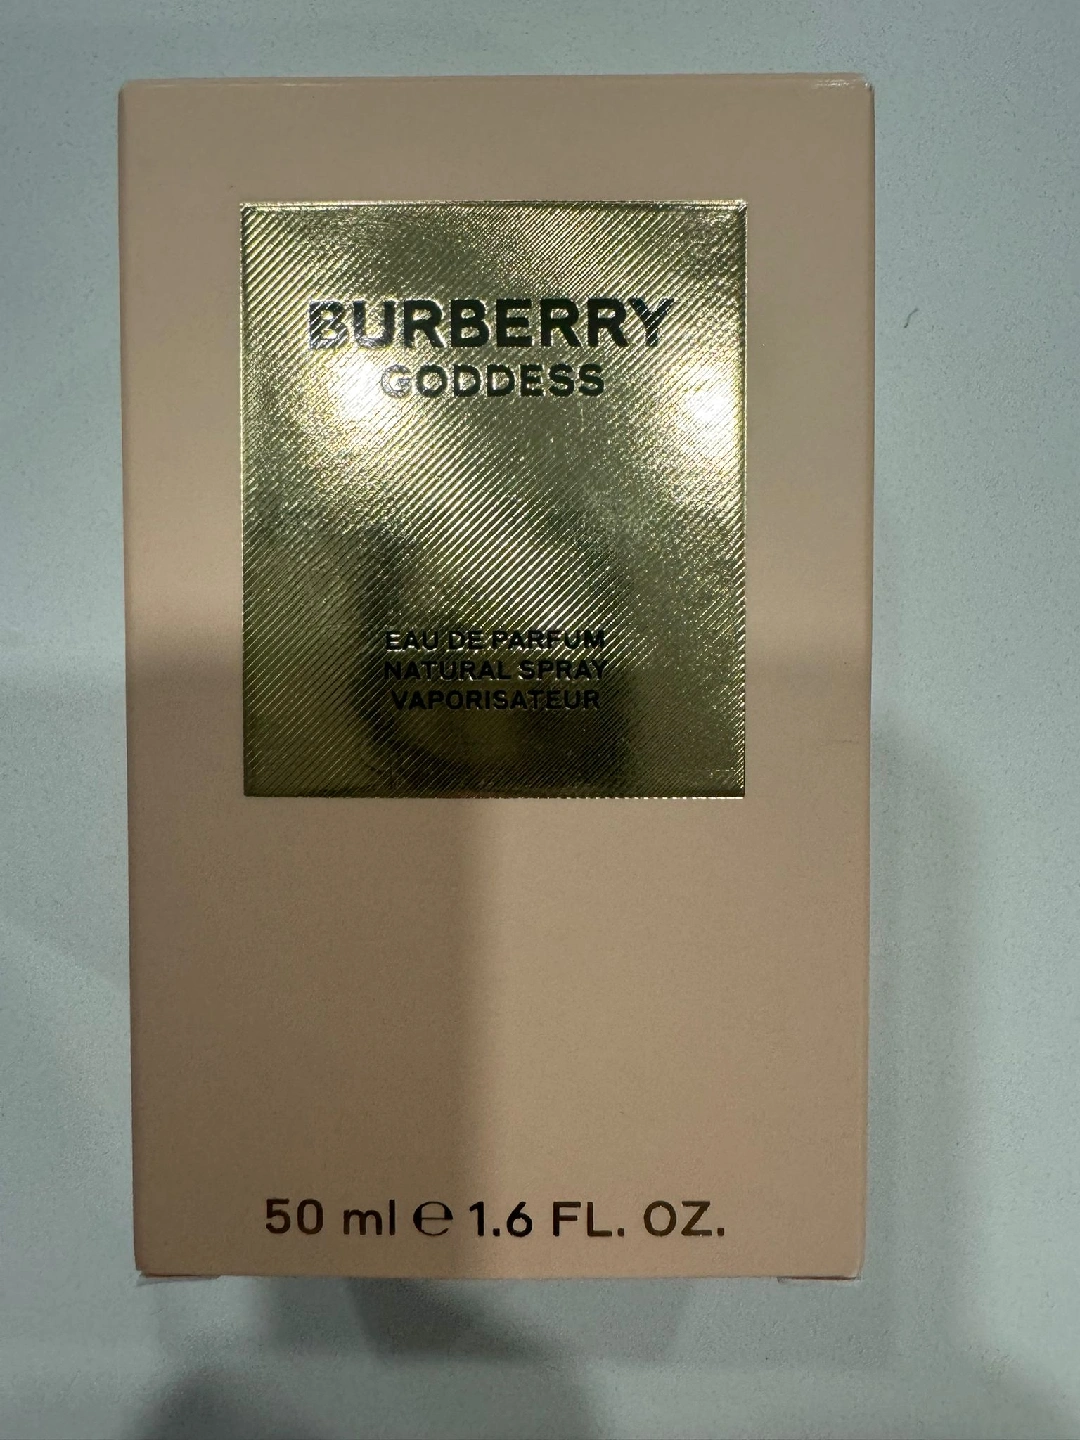 BURBERRY
GODDESS
EAU DE PARFUM
NATURAL SPRAY
VAPORISATEUR
50 ml ℮ 1.6 FL. OZ.